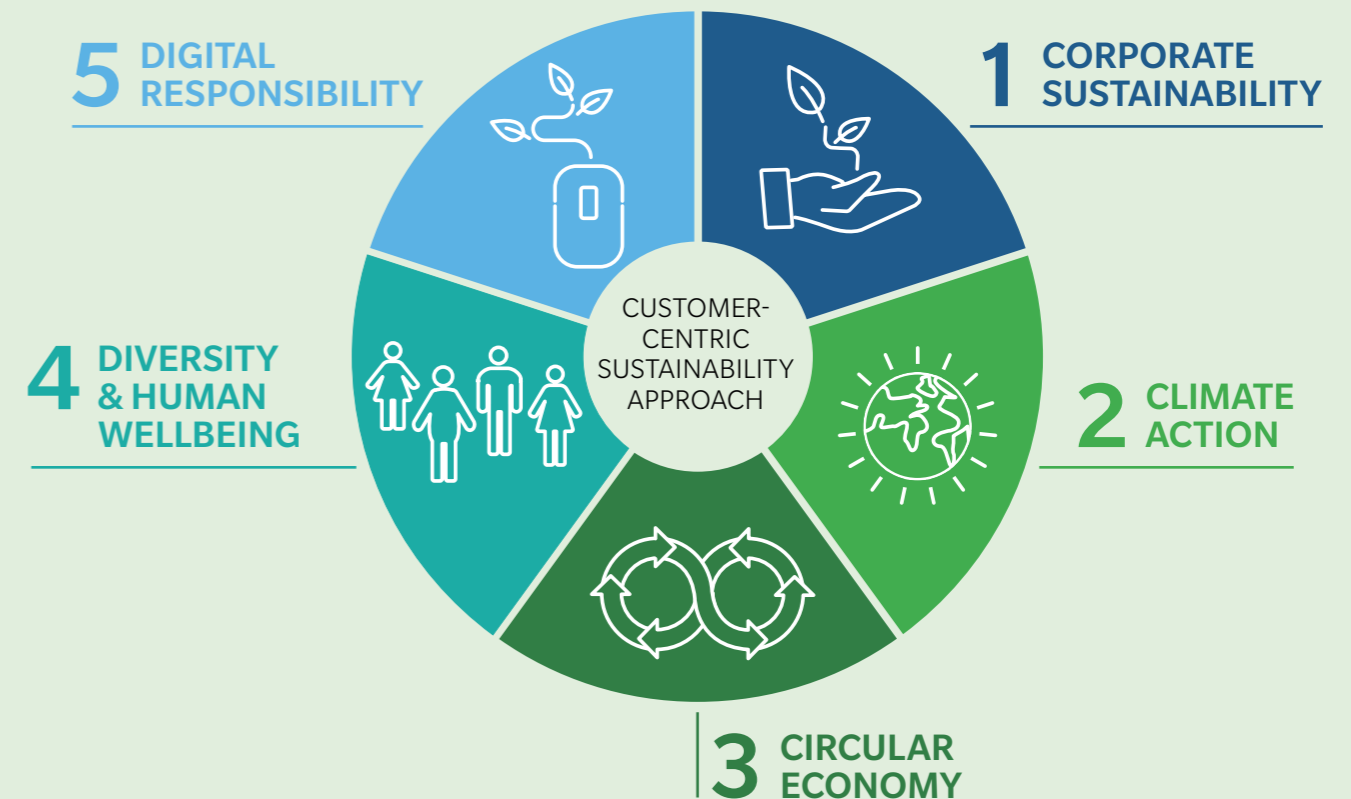 5 DIGITAL
RESPONSIBILITY
1 CORPORATE
SUSTAINABILITY
CUSTOMER-
CENTRIC
SUSTAINABILITY
APPROACH
4 DIVERSITY
& HUMAN
WELLBEING
2 CLIMATE
ACTION
3 CIRCULAR
ECONOMY